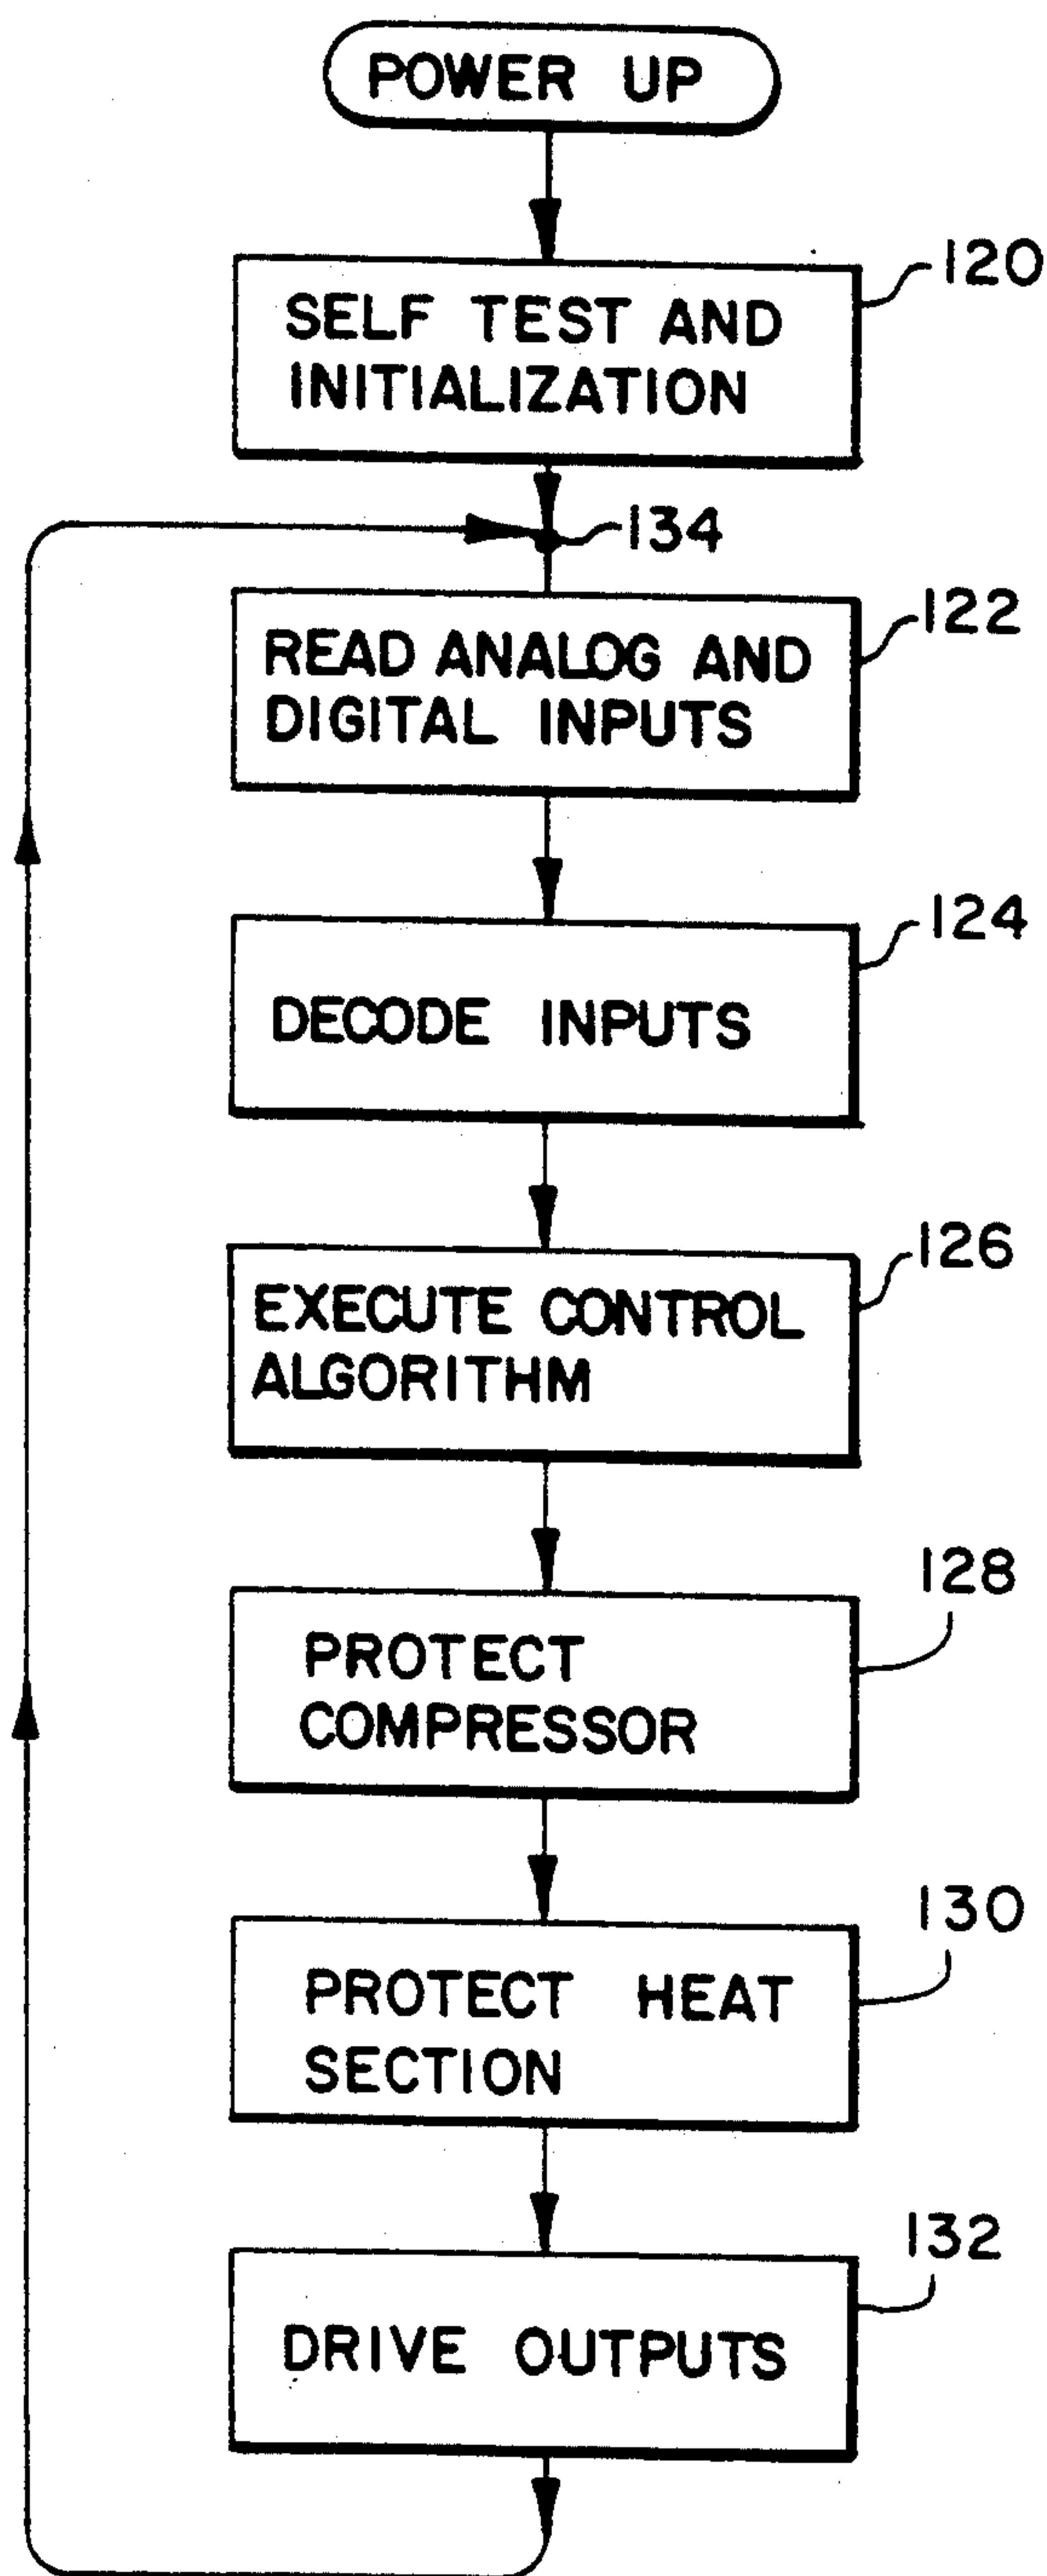 POWER UP
120
SELF TEST AND
INITIALIZATION
134
122
READ ANALOG AND
DIGITAL INPUTS
124
DECODE INPUTS
126
EXECUTE CONTROL
ALGORITHM
128
PROTECT
COMPRESSOR
130
PROTECT HEAT
SECTION
132
DRIVE OUTPUTS